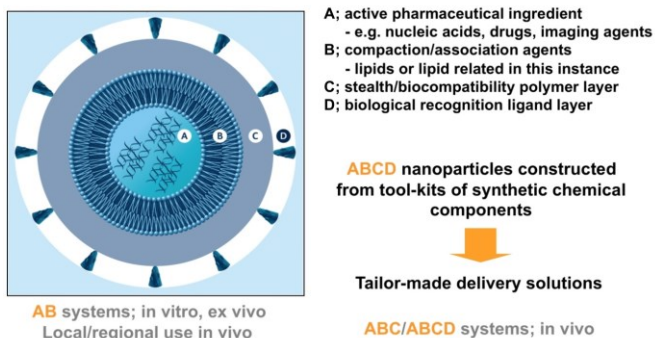 A; active pharmaceutical ingredient
- e.g. nucleic acids, drugs, imaging agents
B; compaction/association agents
- lipids or lipid related in this instance
C; stealth/biocompatibility polymer layer
D; biological recognition ligand layer
A B C D
ABCD nanoparticles constructed
from tool-kits of synthetic chemical
components
Tailor-made delivery solutions
AB systems; in vitro, ex vivo
Local/regional use in vivo
ABC/ABCD systems; in vivo